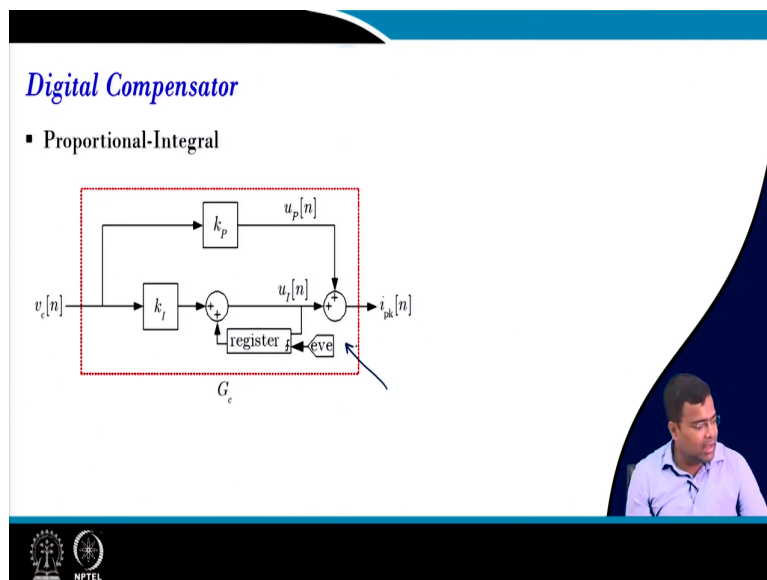 Digital Compensator
▪ Proportional-Integral
k_P
u_P[n]
v_c[n]
k_I
u_I[n]
i_pk[n]
register
eve
G_c
NPTEL